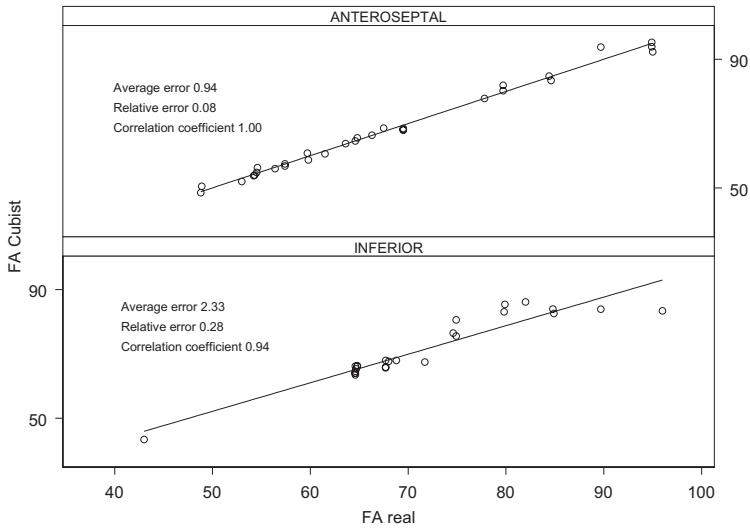 ANTEROSEPTAL
Average error 0.94
Relative error 0.08
Correlation coefficient 1.00
90
50
FA Cubist
INFERIOR
90
Average error 2.33
Relative error 0.28
Correlation coefficient 0.94
50
40 50 60 70 80 90 100
FA real